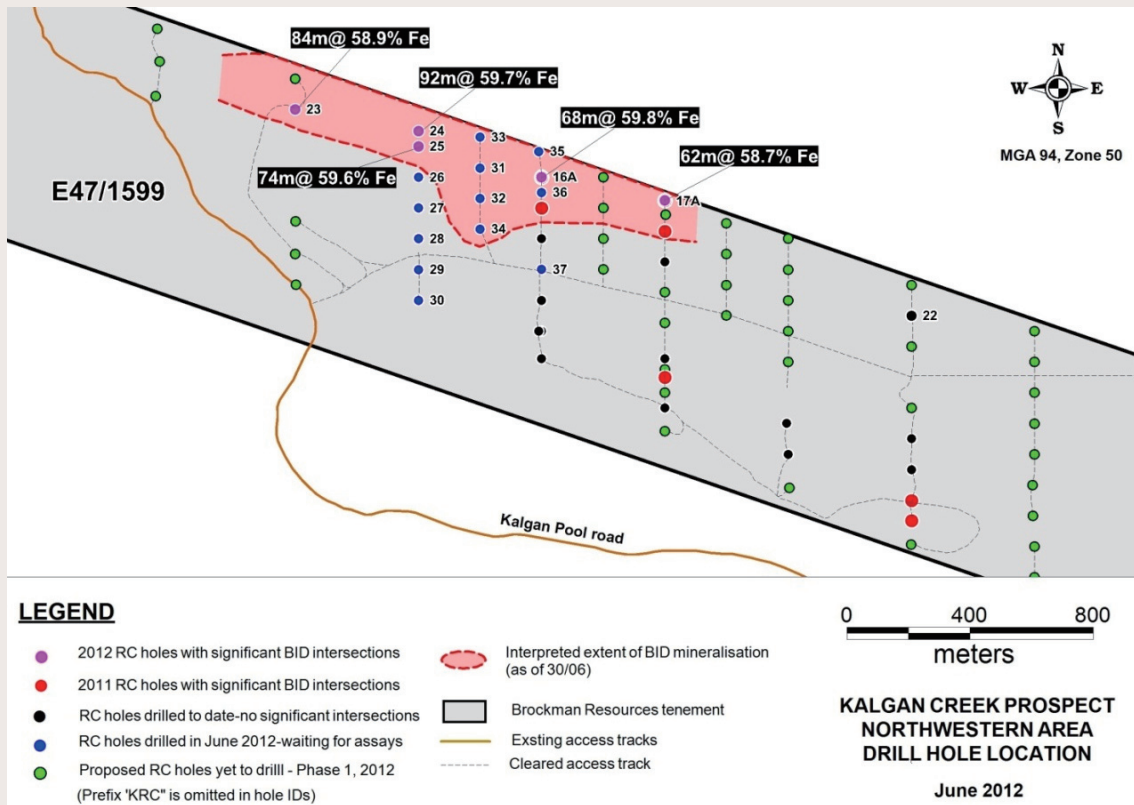 84m@ 58.9% Fe
92m@ 59.7% Fe
68m@ 59.8% Fe
62m@ 58.7% Fe
74m@ 59.6% Fe
N
W E
S
MGA 94, Zone 50
E47/1599
23
24
25
26
27
28
29
30
33
31
32
34
35
16A
36
37
17A
22
Kalgan Pool road
LEGEND
2012 RC holes with significant BID intersections
2011 RC holes with significant BID intersections
RC holes drilled to date-no significant intersections
RC holes drilled in June 2012-waiting for assays
Proposed RC holes yet to drilll - Phase 1, 2012
(Prefix 'KRC" is omitted in hole IDs)
Interpreted extent of BID mineralisation
(as of 30/06)
Brockman Resources tenement
Exsting access tracks
Cleared access track
0 400 800
meters
KALGAN CREEK PROSPECT
NORTHWESTERN AREA
DRILL HOLE LOCATION
June 2012